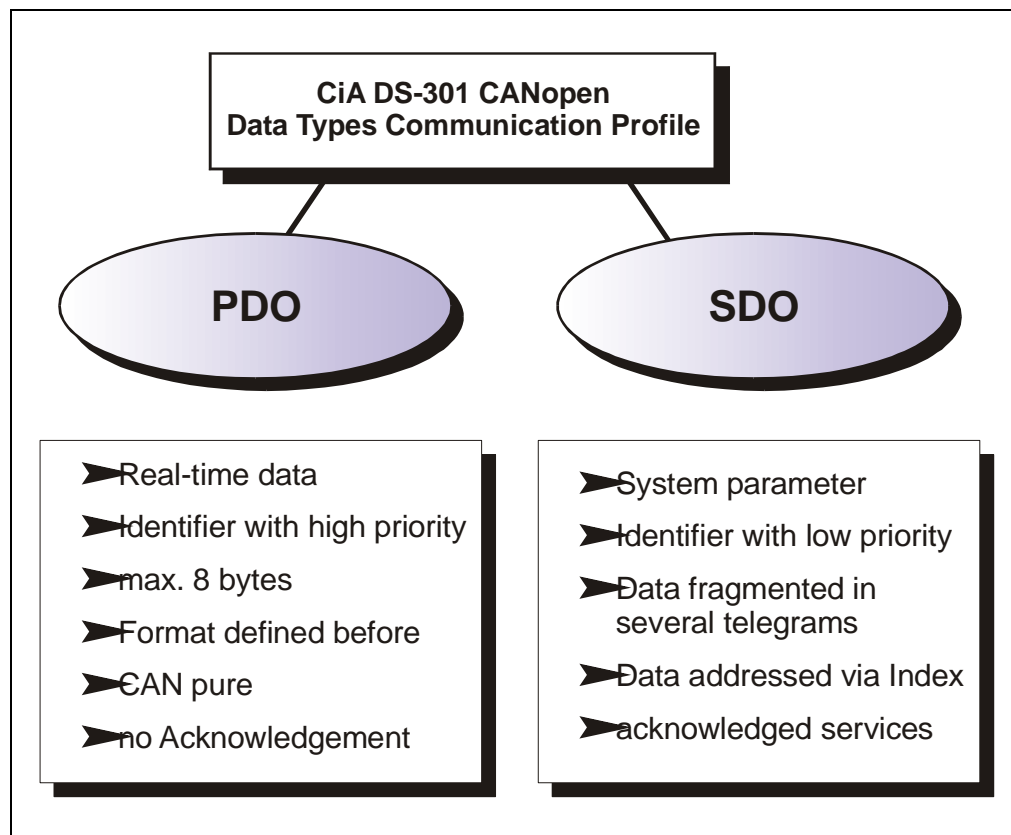 CiA DS-301 CANopen
Data Types Communication Profile
PDO
SDO
Real-time data
Identifier with high priority
max. 8 bytes
Format defined before
CAN pure
no Acknowledgement
System parameter
Identifier with low priority
Data fragmented in
several telegrams
Data addressed via Index
acknowledged services